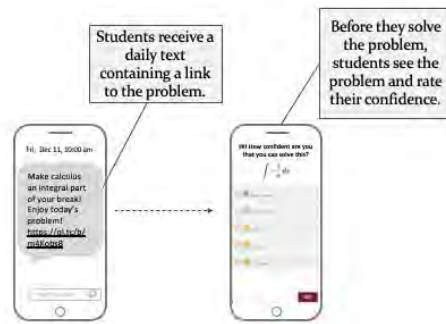 Students receive a
daily text
containing a link
to the problem.
Before they solve
the problem,
students see the
problem and rate
their confidence.
Fri, Dec 11, 10:00 am
Make calculus
an integral part
of your break!
Enjoy today's
problem!
Hi! How confident are you
that you can solve this?